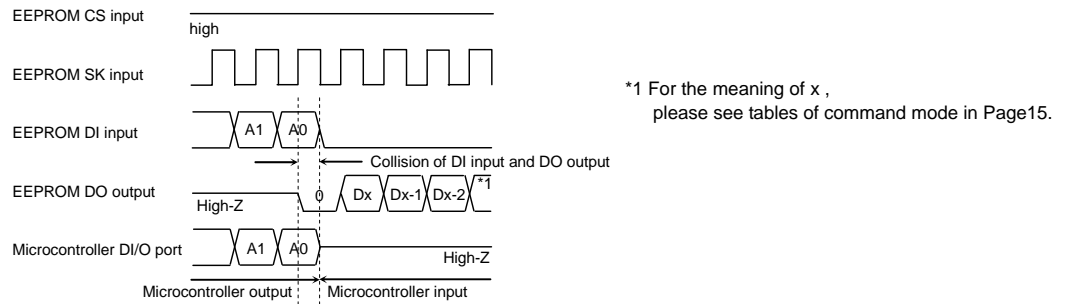 EEPROM CS input
high
EEPROM SK input
*1 For the meaning of x ,
please see tables of command mode in Page15.
EEPROM DI input
A1 A0
Collision of DI input and DO output
EEPROM DO output
High-Z
0 Dx Dx-1 Dx-2 *1
Microcontroller DI/O port
A1 A0
High-Z
Microcontroller output Microcontroller input